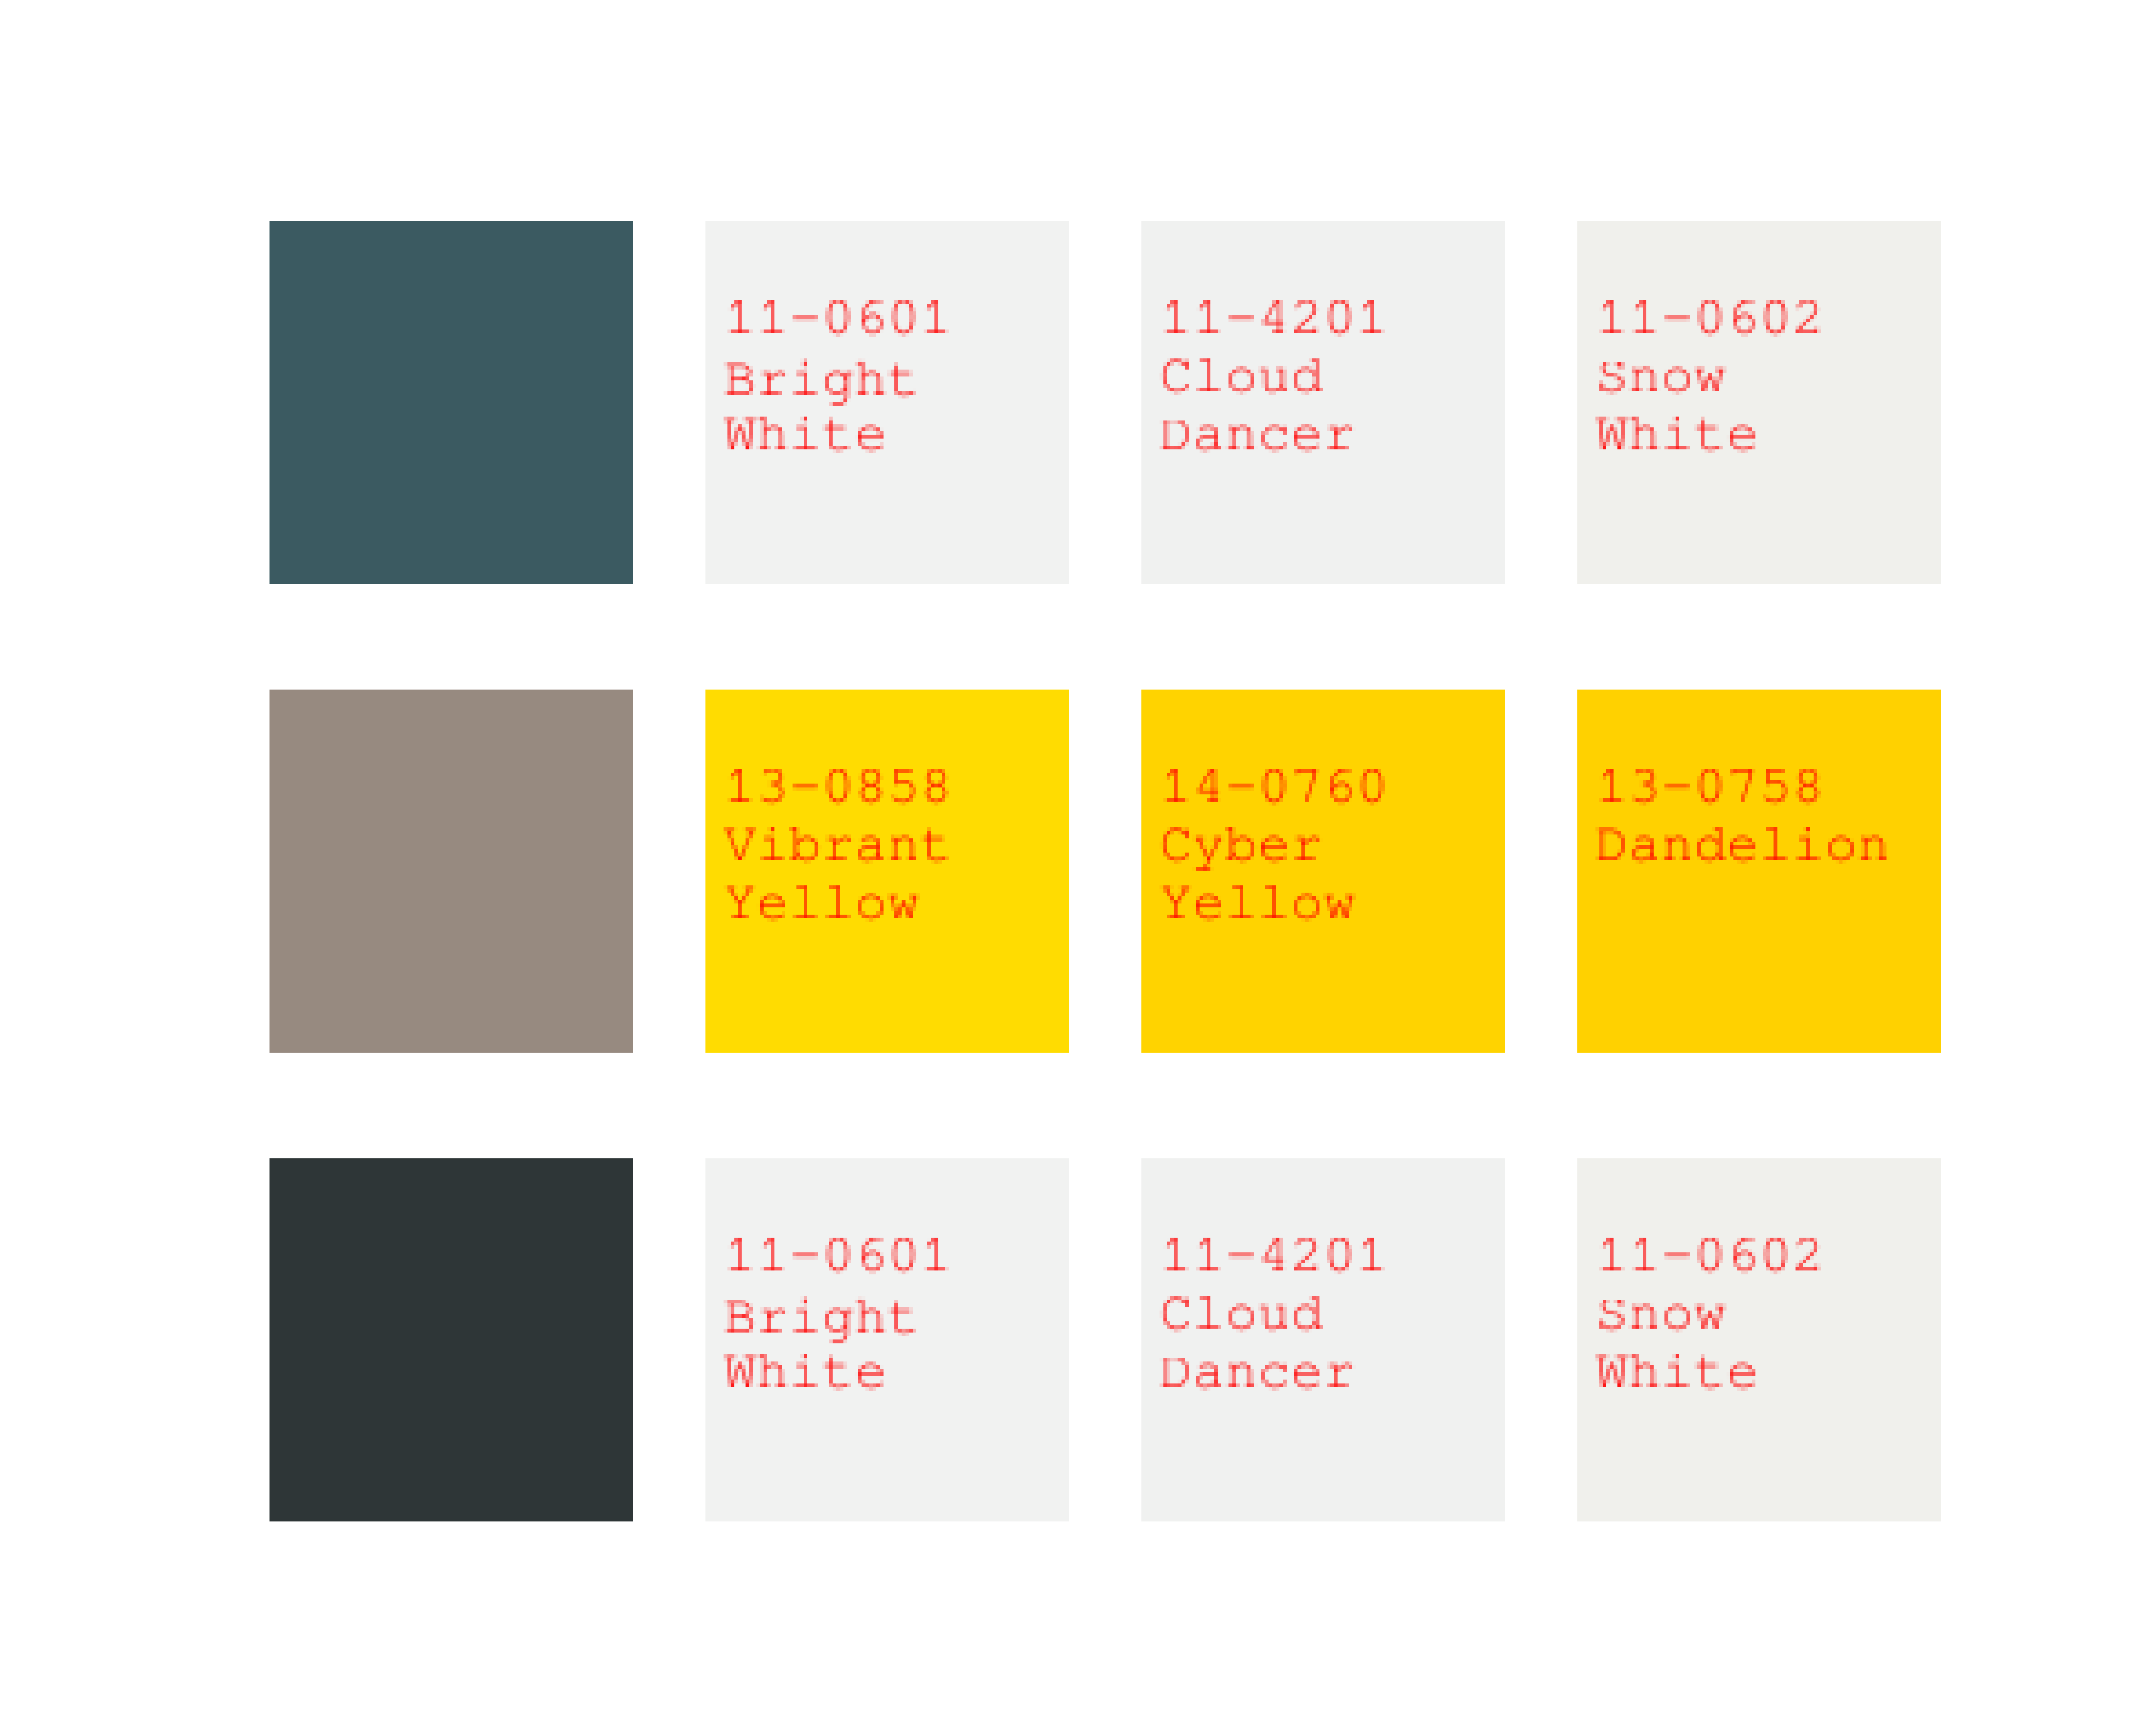 11-0601
Bright
White
11-4201
Cloud
Dancer
11-0602
Snow
White
13-0858
Vibrant
Yellow
14-0760
Cyber
Yellow
13-0758
Dandelion
11-0601
Bright
White
11-4201
Cloud
Dancer
11-0602
Snow
White